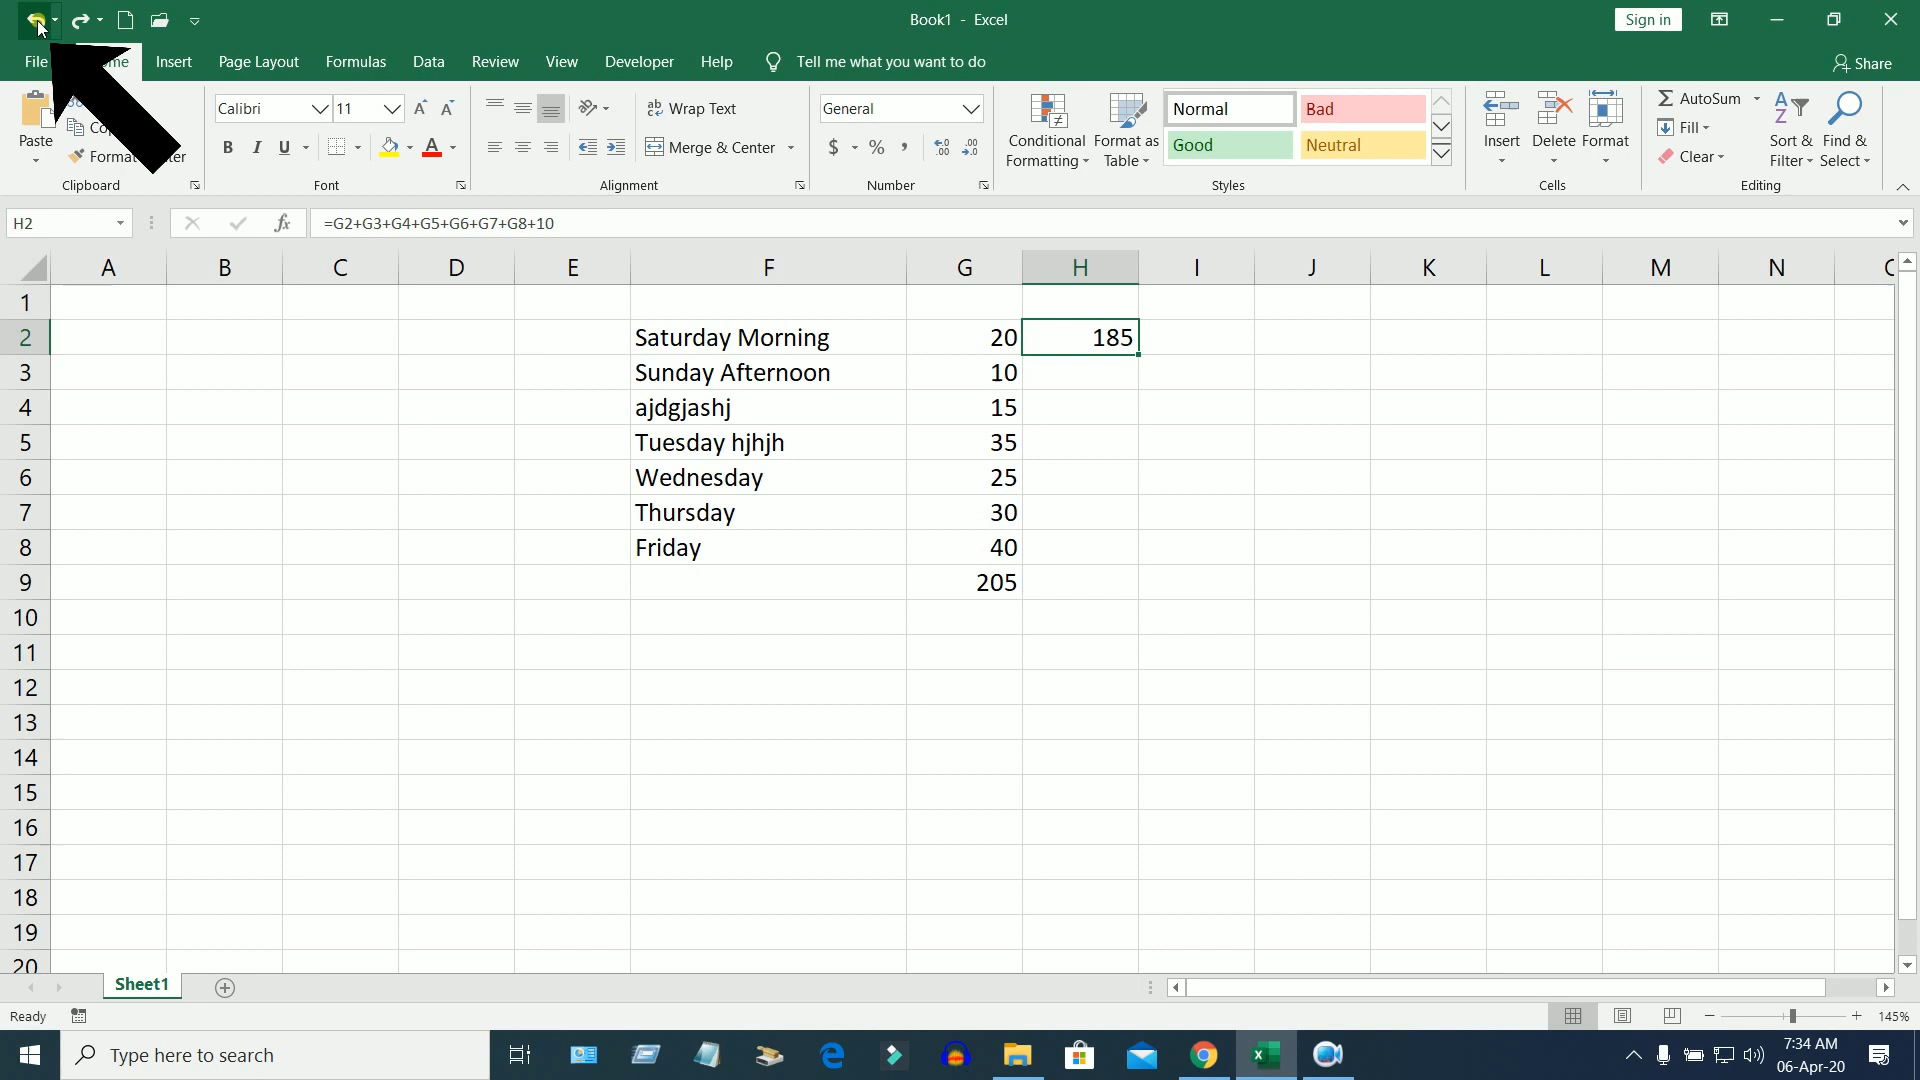 Book1 - Excel
Sign in
File
Insert
Page Layout
Formulas
Data
Review
View
Developer
Help
Tell me what you want to do
Share
Paste
Clipboard
Calibri
11
B I U
A
Font
ab Wrap Text
Merge & Center
Alignment
General
$ % ,
Number
Conditional Formatting
Format as Table
Normal
Bad
Good
Neutral
Styles
Insert
Delete
Format
Cells
AutoSum
Fill
Clear
Sort & Filter
Find & Select
Editing
H2
fx
=G2+G3+G4+G5+G6+G7+G8+10
A B C D E F G H I J K L M N
1
2 Saturday Morning 20 185
3 Sunday Afternoon 10
4 ajdgjashj 15
5 Tuesday hjhjh 35
6 Wednesday 25
7 Thursday 30
8 Friday 40
9 205
10
11
12
13
14
15
16
17
18
19
20
Sheet1
Ready
145%
Type here to search
7:34 AM
06-Apr-20